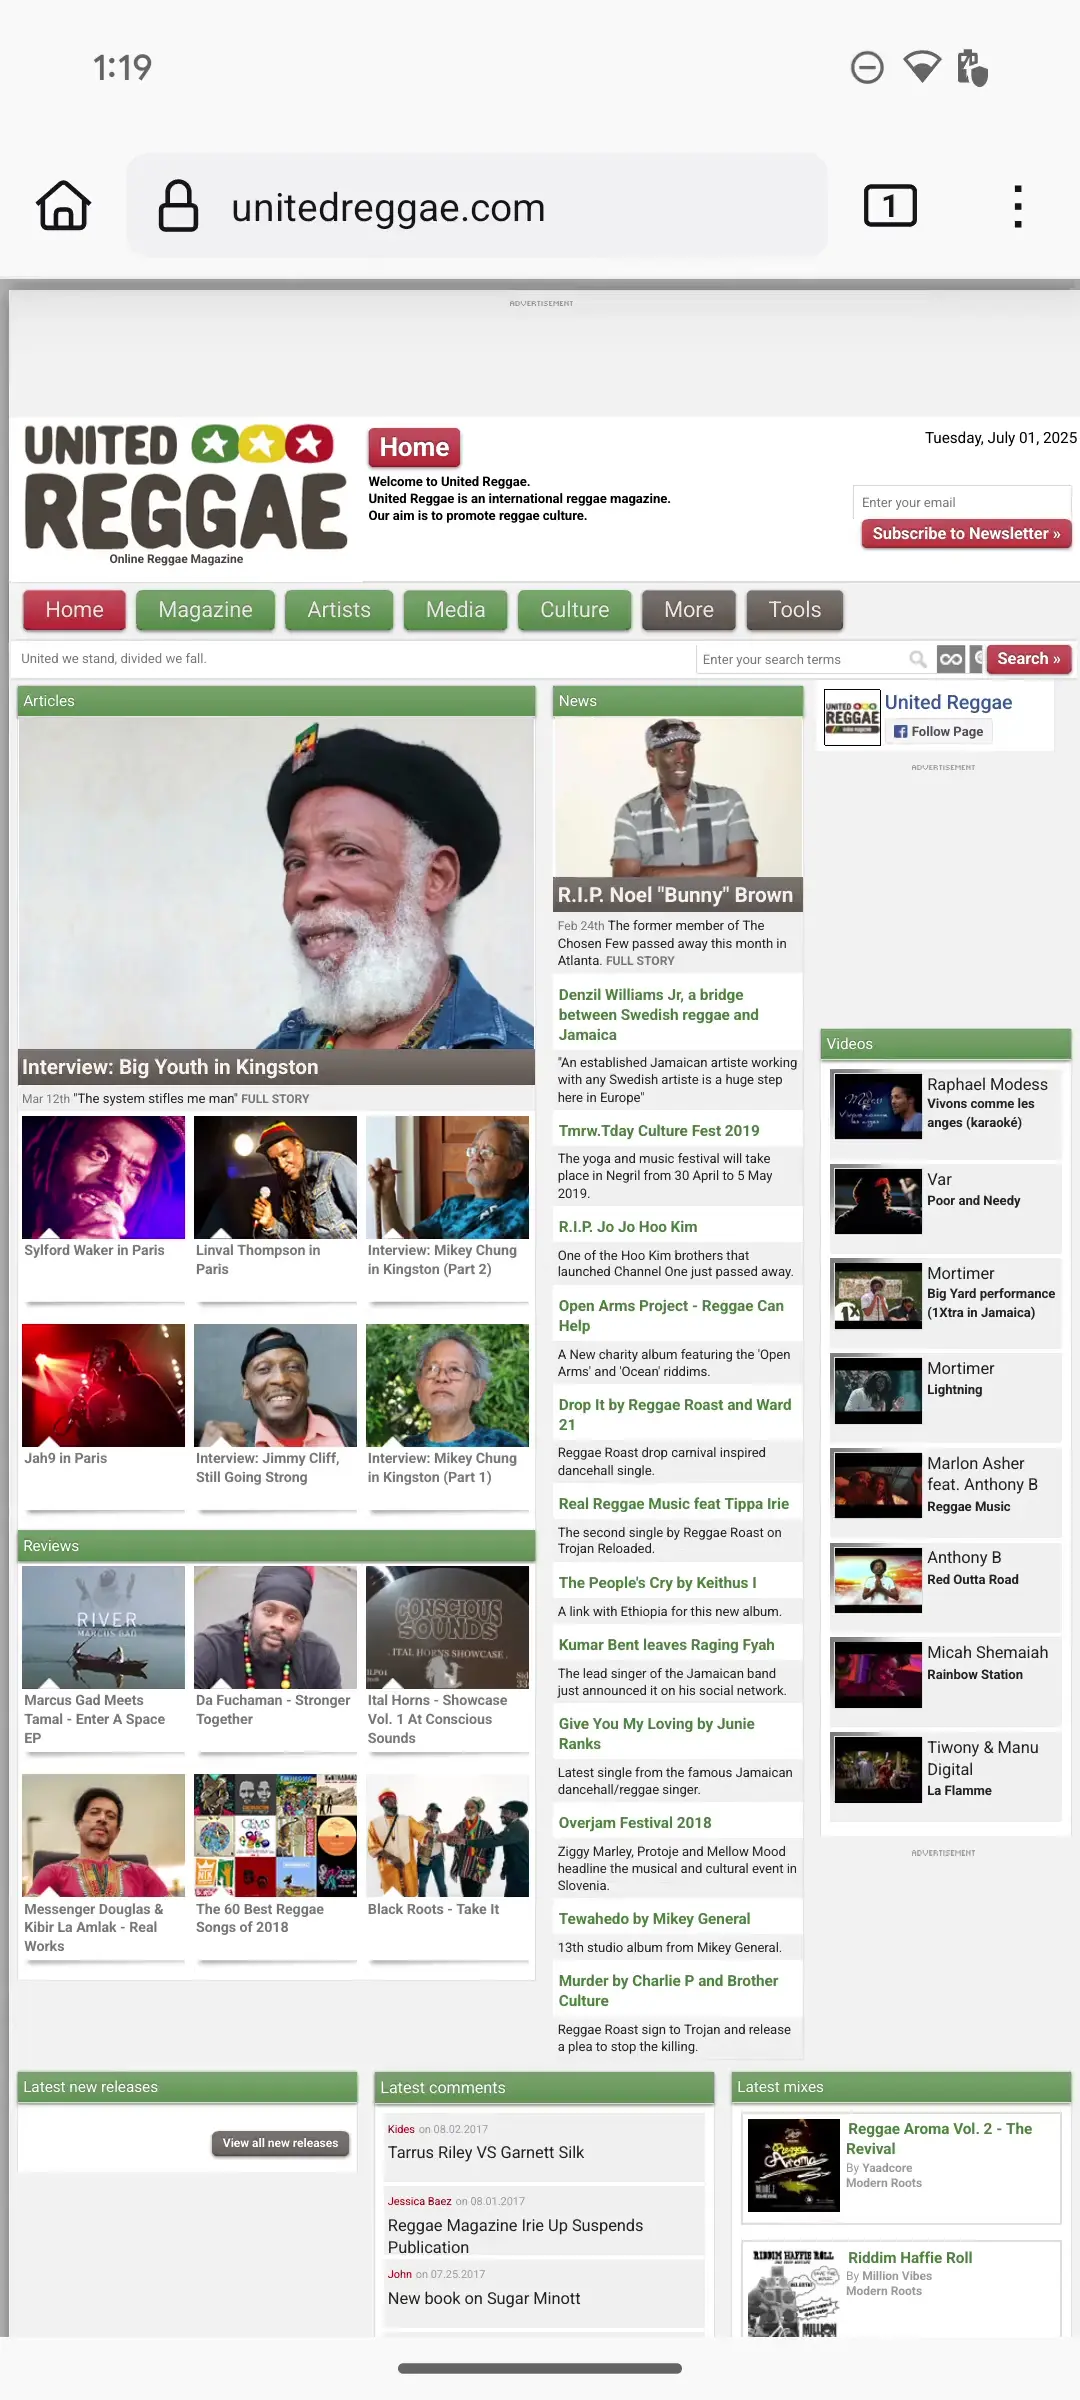 1:19
unitedreggae.com
1
ADVERTISEMENT
UNITED
REGGAE
Online Reggae Magazine
Home
Welcome to United Reggae.
United Reggae is an international reggae magazine.
Our aim is to promote reggae culture.
Tuesday, July 01, 2025
Enter your email
Subscribe to Newsletter »
Home
Magazine
Artists
Media
Culture
More
Tools
United we stand, divided we fall.
Enter your search terms
Search »
Articles
Interview: Big Youth in Kingston
Mar 12th "The system stifles me man" FULL STORY
Sylford Waker in Paris
Linval Thompson in
Paris
Interview: Mikey Chung
in Kingston (Part 2)
Jah9 in Paris
Interview: Jimmy Cliff,
Still Going Strong
Interview: Mikey Chung
in Kingston (Part 1)
Reviews
RIVER
MARCUS GAD
CONSCIOUS
SOUNDS
ITAL HORNS SHOWCASE
Marcus Gad Meets
Tamal - Enter A Space
EP
Da Fuchaman - Stronger
Together
Ital Horns - Showcase
Vol. 1 At Conscious
Sounds
GEMS
Messenger Douglas &
Kibir La Amlak - Real
Works
The 60 Best Reggae
Songs of 2018
Black Roots - Take It
News
R.I.P. Noel "Bunny" Brown
Feb 24th The former member of The
Chosen Few passed away this month in
Atlanta. FULL STORY
Denzil Williams Jr, a bridge
between Swedish reggae and
Jamaica
"An established Jamaican artiste working
with any Swedish artiste is a huge step
here in Europe"
Tmrw.Tday Culture Fest 2019
The yoga and music festival will take
place in Negril from 30 April to 5 May
2019.
R.I.P. Jo Jo Hoo Kim
One of the Hoo Kim brothers that
launched Channel One just passed away.
Open Arms Project - Reggae Can
Help
A New charity album featuring the 'Open
Arms' and 'Ocean' riddims.
Drop It by Reggae Roast and Ward
21
Reggae Roast drop carnival inspired
dancehall single.
Real Reggae Music feat Tippa Irie
The second single by Reggae Roast on
Trojan Reloaded.
The People's Cry by Keithus I
A link with Ethiopia for this new album.
Kumar Bent leaves Raging Fyah
The lead singer of the Jamaican band
just announced it on his social network.
Give You My Loving by Junie
Ranks
Latest single from the famous Jamaican
dancehall/reggae singer.
Overjam Festival 2018
Ziggy Marley, Protoje and Mellow Mood
headline the musical and cultural event in
Slovenia.
Tewahedo by Mikey General
13th studio album from Mikey General.
Murder by Charlie P and Brother
Culture
Reggae Roast sign to Trojan and release
a plea to stop the killing.
UNITED
REGGAE
United Reggae
Follow Page
ADVERTISEMENT
Videos
Raphael Modess
Vivons comme les
anges (karaoké)
Var
Poor and Needy
Mortimer
Big Yard performance
(1Xtra in Jamaica)
Mortimer
Lightning
Marlon Asher
feat. Anthony B
Reggae Music
Anthony B
Red Outta Road
Micah Shemaiah
Rainbow Station
Tiwony & Manu
Digital
La Flamme
ADVERTISEMENT
Latest new releases
View all new releases
Latest comments
Kides on 08.02.2017
Tarrus Riley VS Garnett Silk
Jessica Baez on 08.01.2017
Reggae Magazine Irie Up Suspends
Publication
John on 07.25.2017
New book on Sugar Minott
Latest mixes
Reggae
Aroma
Reggae Aroma Vol. 2 - The
Revival
By Yaadcore
Modern Roots
RIDDIM HAFFIE ROLL
MILLION
Riddim Haffie Roll
By Million Vibes
Modern Roots